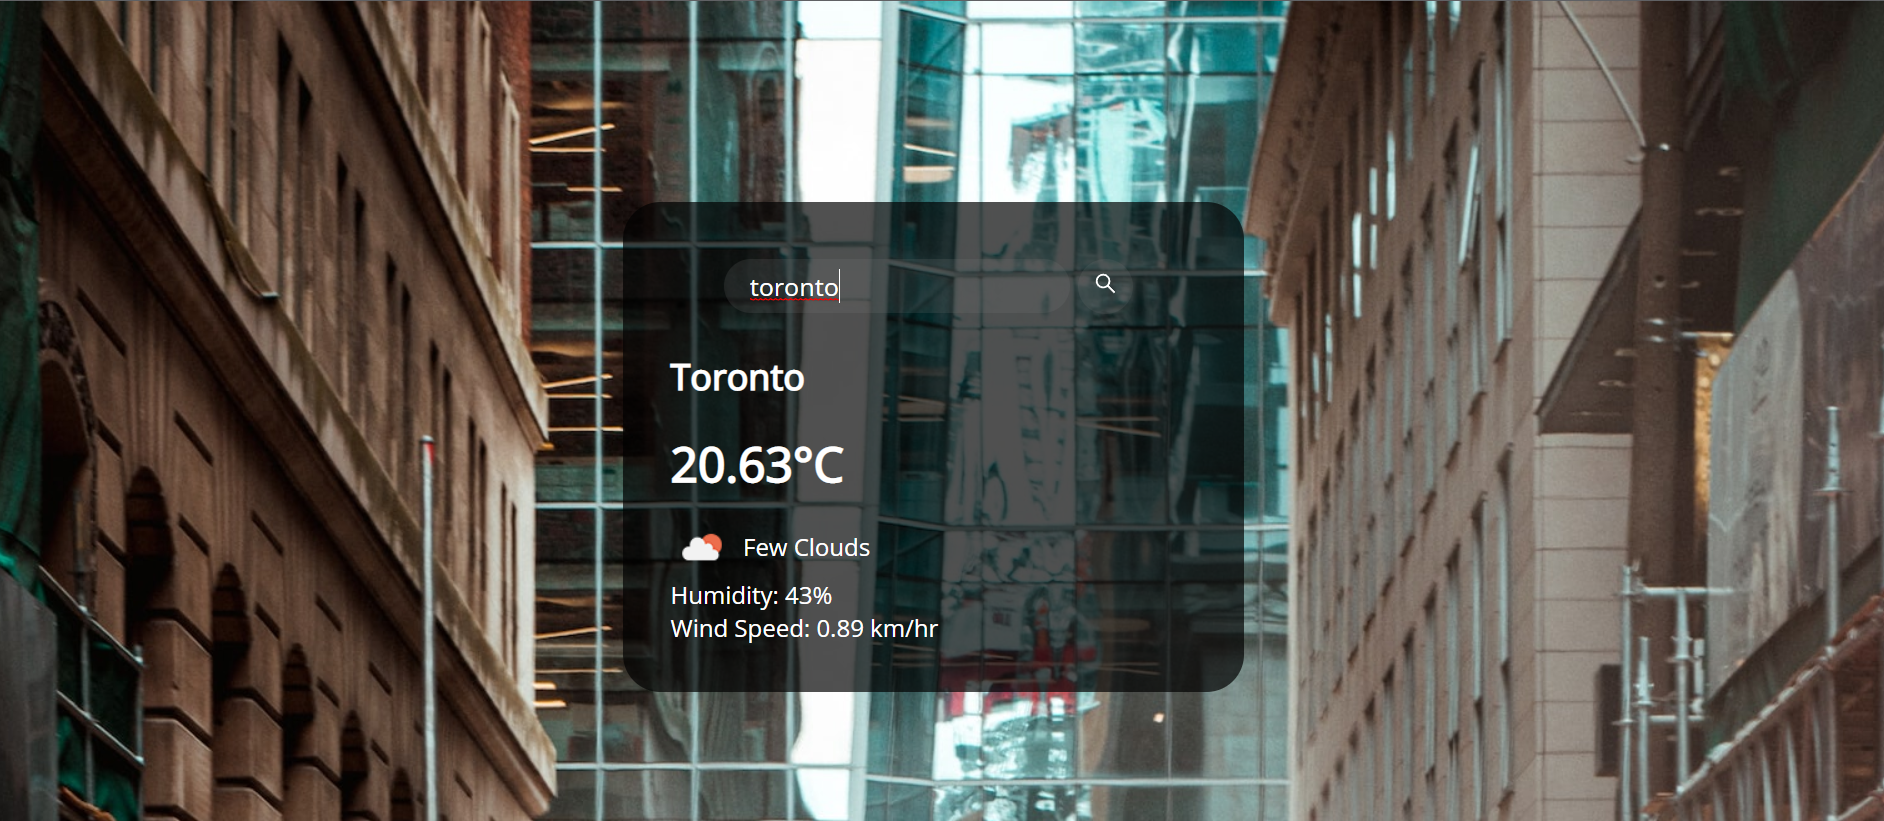 toronto
Toronto
20.63°C
Few Clouds
Humidity: 43%
Wind Speed: 0.89 km/hr